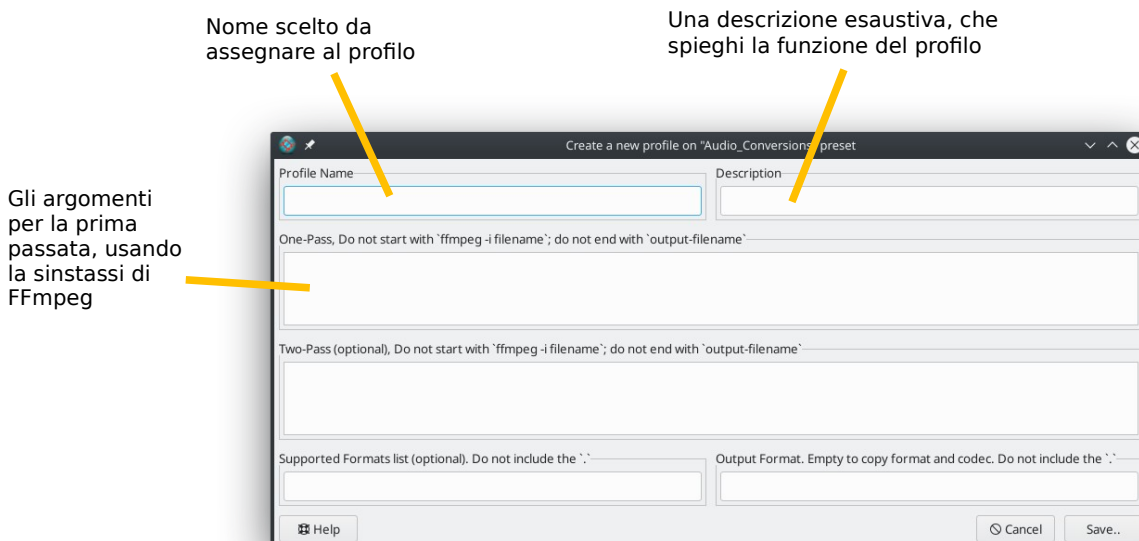 Nome scelto da
assegnare al profilo
Una descrizione esaustiva, che
spieghi la funzione del profilo
Create a new profile on "Audio_Conversions" preset
Gli argomenti
per la prima
passata, usando
la sinstassi di
FFmpeg
Profile Name
Description
One-Pass, Do not start with `ffmpeg -i filename`; do not end with `output-filename`
Two-Pass (optional), Do not start with `ffmpeg -i filename`; do not end with `output-filename`
Supported Formats list (optional). Do not include the `.`
Output Format. Empty to copy format and codec. Do not include the `.`
Help
Cancel
Save..